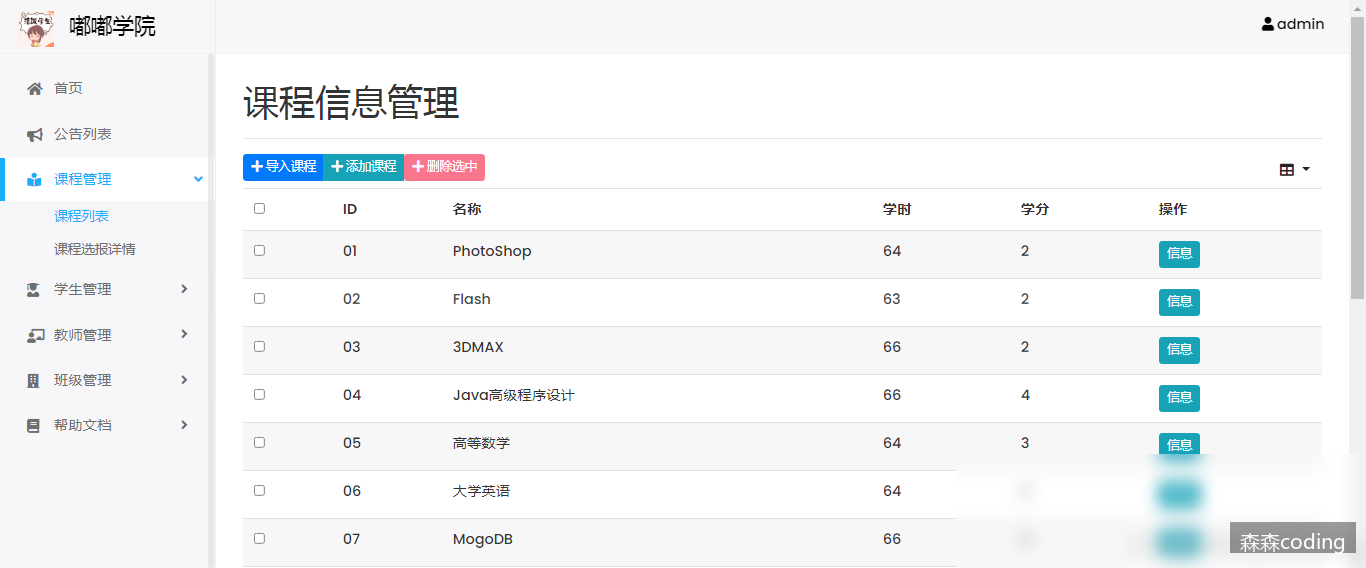 嘟嘟学院
admin
首页
公告列表
课程管理
课程列表
课程选报详情
学生管理
教师管理
班级管理
帮助文档
课程信息管理
导入课程 添加课程 删除选中
ID 名称 学时 学分 操作
01 PhotoShop 64 2 信息
02 Flash 63 2 信息
03 3DMAX 66 2 信息
04 Java高级程序设计 66 4 信息
05 高等数学 64 3 信息
06 大学英语 64
07 MogoDB 66
森森coding